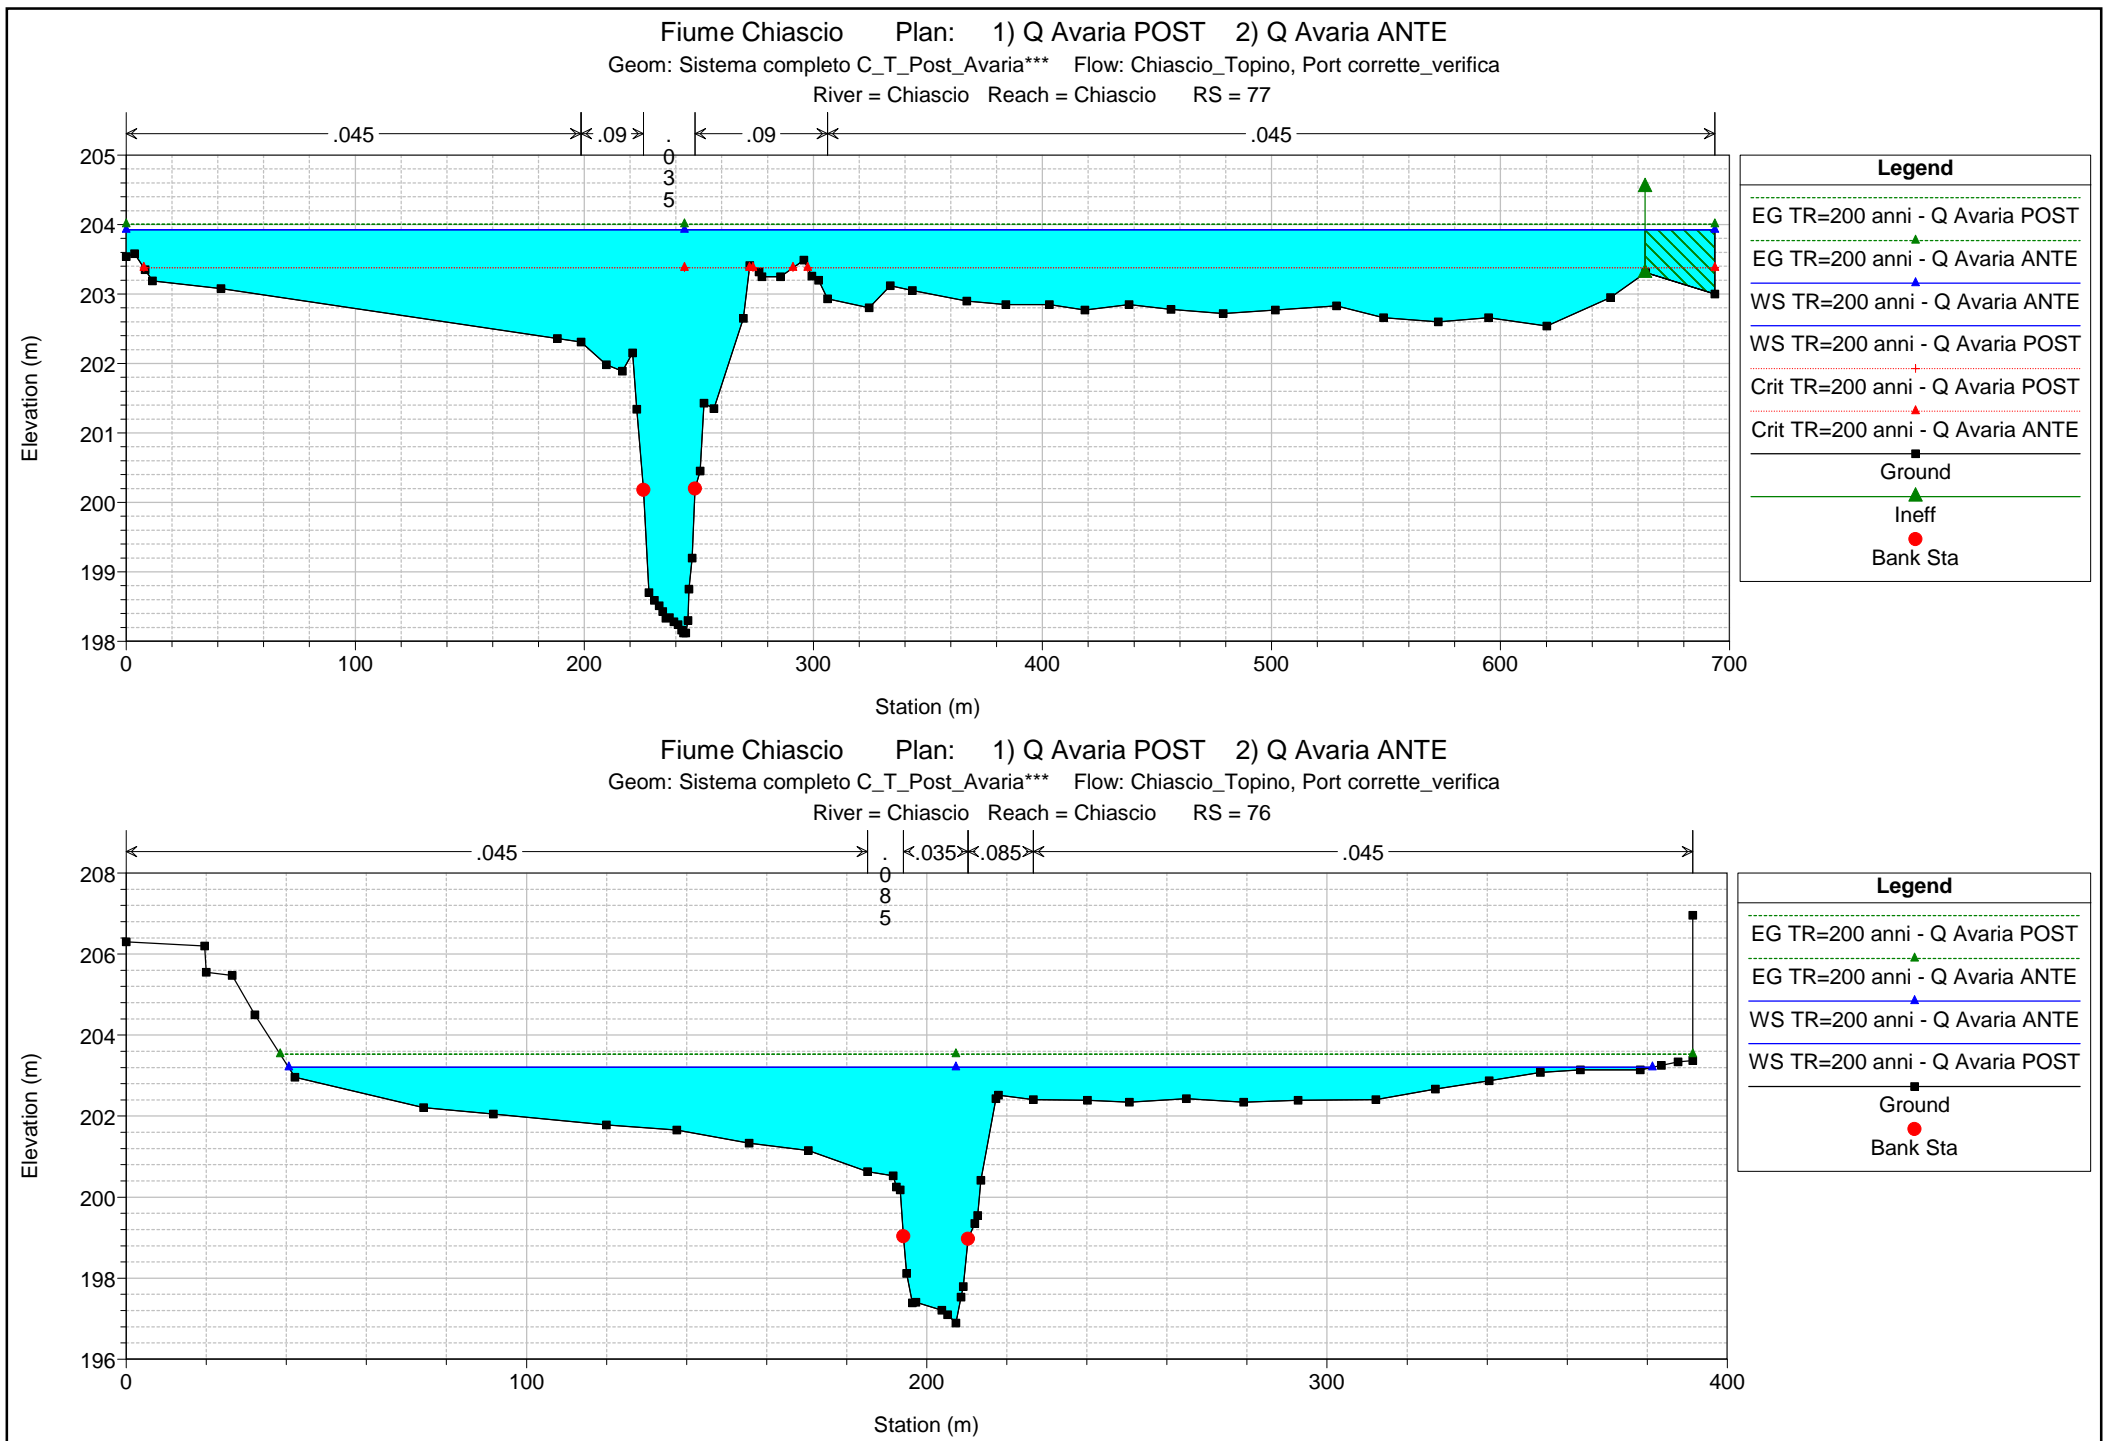 Fiume Chiascio Plan: 1) Q Avaria POST 2) Q Avaria ANTE
Geom: Sistema completo C_T_Post_Avaria*** Flow: Chiascio_Topino, Port corrette_verifica
River = Chiascio Reach = Chiascio RS = 77
.045 .09 .035 .09 .045
205
204
203
202
201
200
199
198
Elevation (m)
0 100 200 300 400 500 600 700
Station (m)
Legend
EG TR=200 anni - Q Avaria POST
EG TR=200 anni - Q Avaria ANTE
WS TR=200 anni - Q Avaria ANTE
WS TR=200 anni - Q Avaria POST
Crit TR=200 anni - Q Avaria POST
Crit TR=200 anni - Q Avaria ANTE
Ground
Ineff
Bank Sta
Fiume Chiascio Plan: 1) Q Avaria POST 2) Q Avaria ANTE
Geom: Sistema completo C_T_Post_Avaria*** Flow: Chiascio_Topino, Port corrette_verifica
River = Chiascio Reach = Chiascio RS = 76
.045 .085 .035 .085 .045
208
206
204
202
200
198
196
Elevation (m)
0 100 200 300 400
Station (m)
Legend
EG TR=200 anni - Q Avaria POST
EG TR=200 anni - Q Avaria ANTE
WS TR=200 anni - Q Avaria ANTE
WS TR=200 anni - Q Avaria POST
Ground
Bank Sta